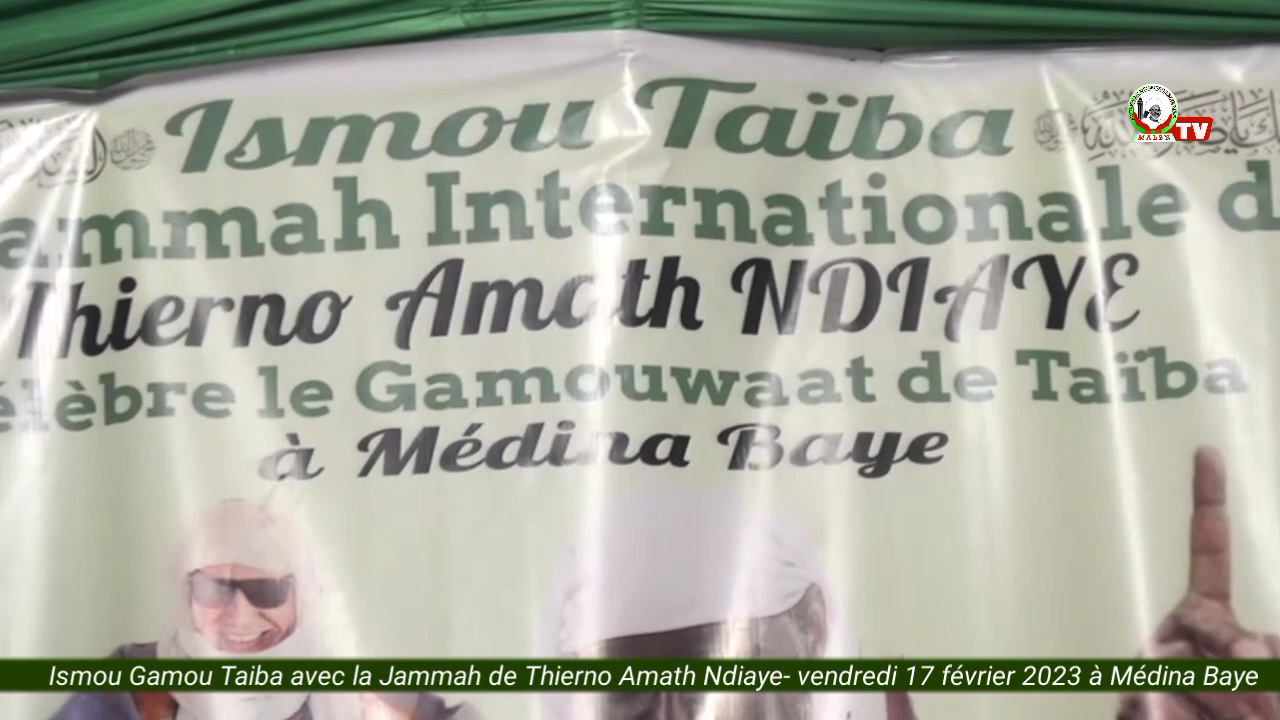 Ismou Taïba
ammah Internationale d
Thierno Amath NDIAYE
élèbre le Gamouwaat de Taïba
à Médina Baye
TV
Ismou Gamou Taiba avec la Jammah de Thierno Amath Ndiaye- vendredi 17 février 2023 à Médina Baye